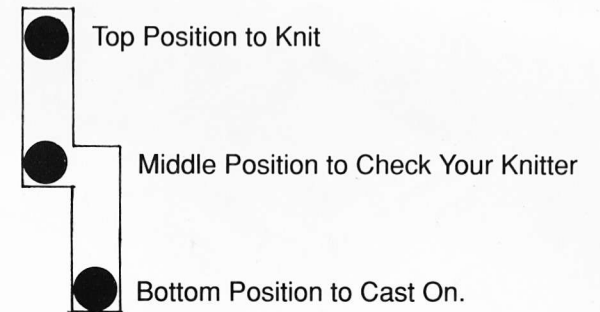 Top Position to Knit
Middle Position to Check Your Knitter
Bottom Position to Cast On.